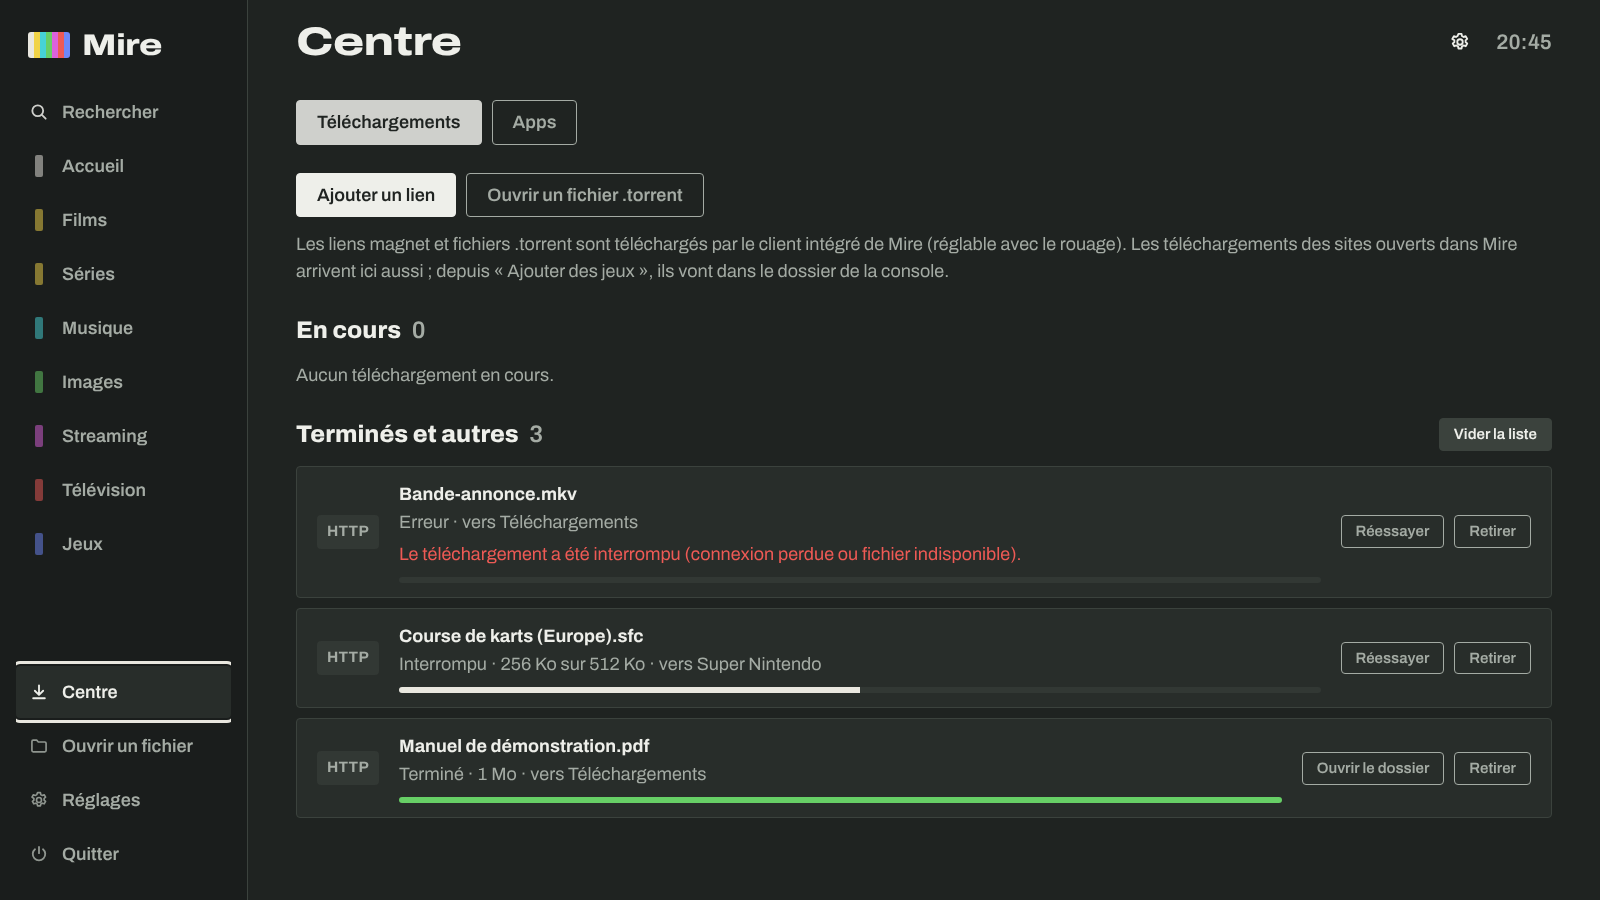 Mire
Rechercher
Accueil
Films
Séries
Musique
Images
Streaming
Télévision
Jeux
Centre
Ouvrir un fichier
Réglages
Quitter
Centre
20:45
Téléchargements
Apps
Ajouter un lien
Ouvrir un fichier .torrent
Les liens magnet et fichiers .torrent sont téléchargés par le client intégré de Mire (réglable avec le rouage). Les téléchargements des sites ouverts dans Mire
arrivent ici aussi ; depuis « Ajouter des jeux », ils vont dans le dossier de la console.
En cours 0
Aucun téléchargement en cours.
Terminés et autres 3
Vider la liste
HTTP
Bande-annonce.mkv
Erreur · vers Téléchargements
Le téléchargement a été interrompu (connexion perdue ou fichier indisponible).
Réessayer
Retirer
HTTP
Course de karts (Europe).sfc
Interrompu · 256 Ko sur 512 Ko · vers Super Nintendo
Réessayer
Retirer
HTTP
Manuel de démonstration.pdf
Terminé · 1 Mo · vers Téléchargements
Ouvrir le dossier
Retirer